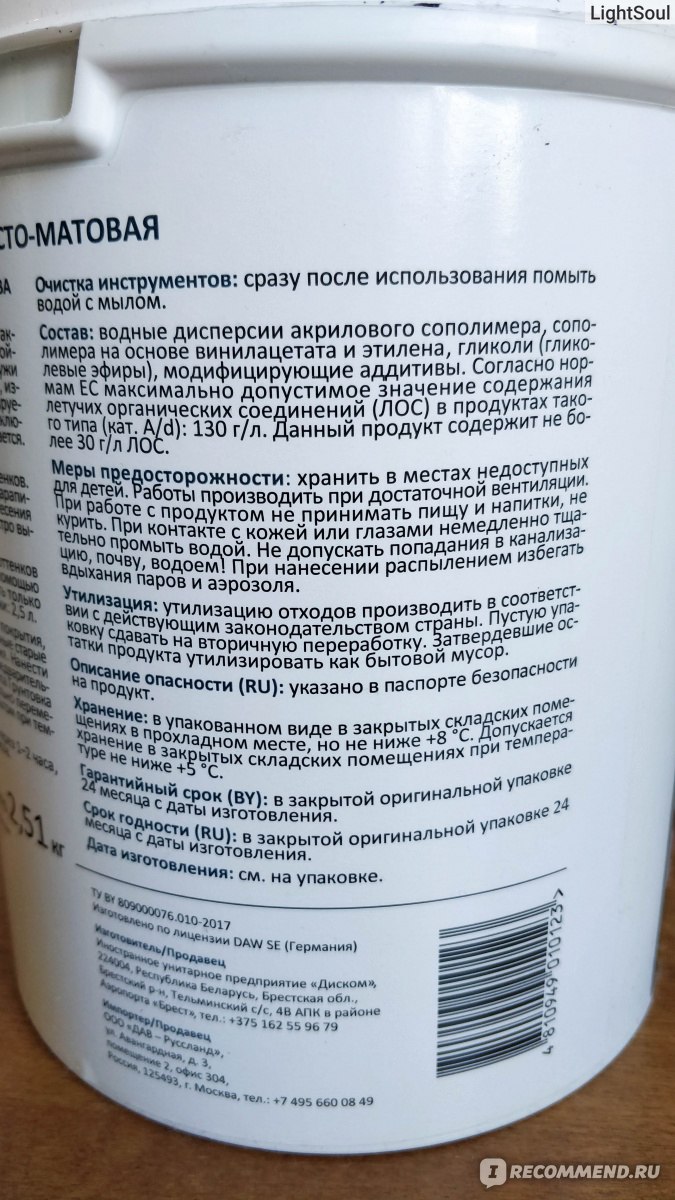 LightSoul
СТО-МАТОВАЯ
Очистка инструментов: сразу после использования помыть
водой с мылом.
Состав: водные дисперсии акрилового сополимера, сопо-
лимера на основе винилацетата и этилена, гликоли (глико-
левые эфиры), модифицирующие аддитивы. Согласно нор-
мам ЕС максимально допустимое значение содержания
летучих органических соединений (ЛОС) в продуктах тако-
го типа (кат. A/d): 130 г/л. Данный продукт содержит не бо-
лее 30 г/л ЛОС.
Меры предосторожности: хранить в местах недоступных
для детей. Работы производить при достаточной вентиляции.
При работе с продуктом не принимать пищу и напитки, не
курить. При контакте с кожей или глазами немедленно тща-
тельно промыть водой. Не допускать попадания в канализа-
цию, почву, водоем! При нанесении распылением избегать
вдыхания паров и аэрозоля.
Утилизация: утилизацию отходов производить в соответст-
вии с действующим законодательством страны. Пустую упа-
ковку сдавать на вторичную переработку. Затвердевшие ос-
татки продукта утилизировать как бытовой мусор.
Описание опасности (RU): указано в паспорте безопасности
на продукт.
Хранение: в упакованном виде в закрытых складских поме-
щениях в прохладном месте, но не ниже +8 °С. Допускается
хранение в закрытых складских помещениях при темпера-
туре не ниже +5 °С.
Гарантийный срок (BY): в закрытой оригинальной упаковке
24 месяца с даты изготовления.
Срок годности (RU): в закрытой оригинальной упаковке 24
месяца с даты изготовления.
Дата изготовления: см. на упаковке.
2,51 кг
ТУ BY 809000076.010-2017
Изготовлено по лицензии DAW SE (Германия)
Изготовитель/Продавец
Иностранное унитарное предприятие «Диском»,
224004, Республика Беларусь, Брестская обл.,
Брестский р-н, Тельминский с/с, 4В АПК в районе
Аэропорта «Брест», тел.: +375 162 55 96 79
Импортер/Продавец
ООО «ДАВ – Руссланд»,
ул. Авангардная, д. 3,
помещение 2, офис 304,
Россия, 125493, г. Москва, тел.: +7 495 660 08 49
4 810949 010123 >
IRECOMMEND.RU